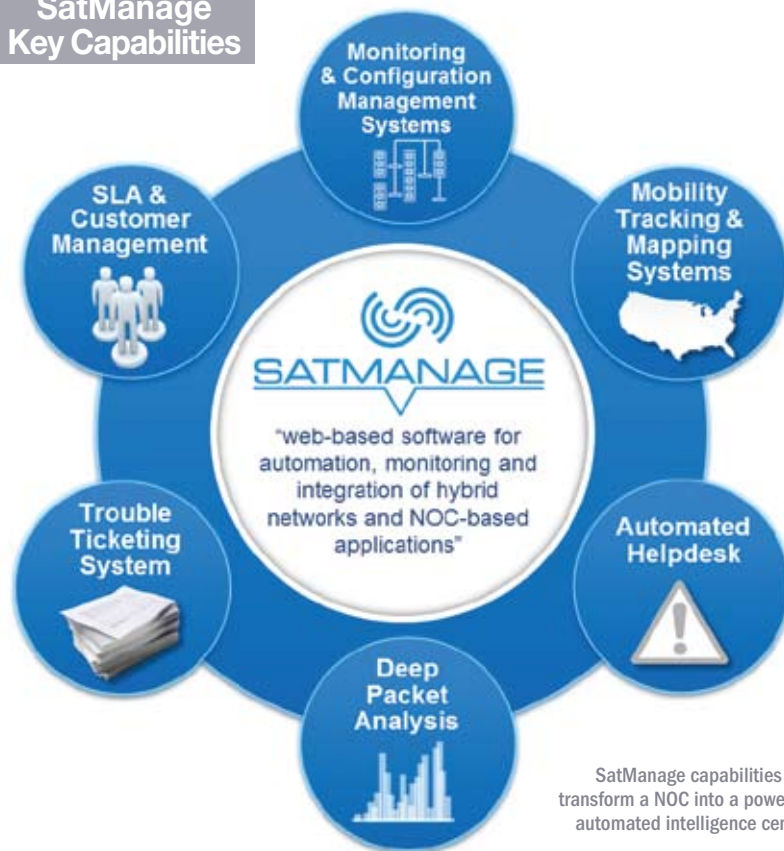 SatManage
Key Capabilities
Monitoring
& Configuration
Management
Systems
SLA &
Customer
Management
Mobility
Tracking &
Mapping
Systems
SATMANAGE
"web-based software for
automation, monitoring and
integration of hybrid
networks and NOC-based
applications"
Trouble
Ticketing
System
Automated
Helpdesk
Deep
Packet
Analysis
SatManage capabilities
transform a NOC into a
automated intelligence